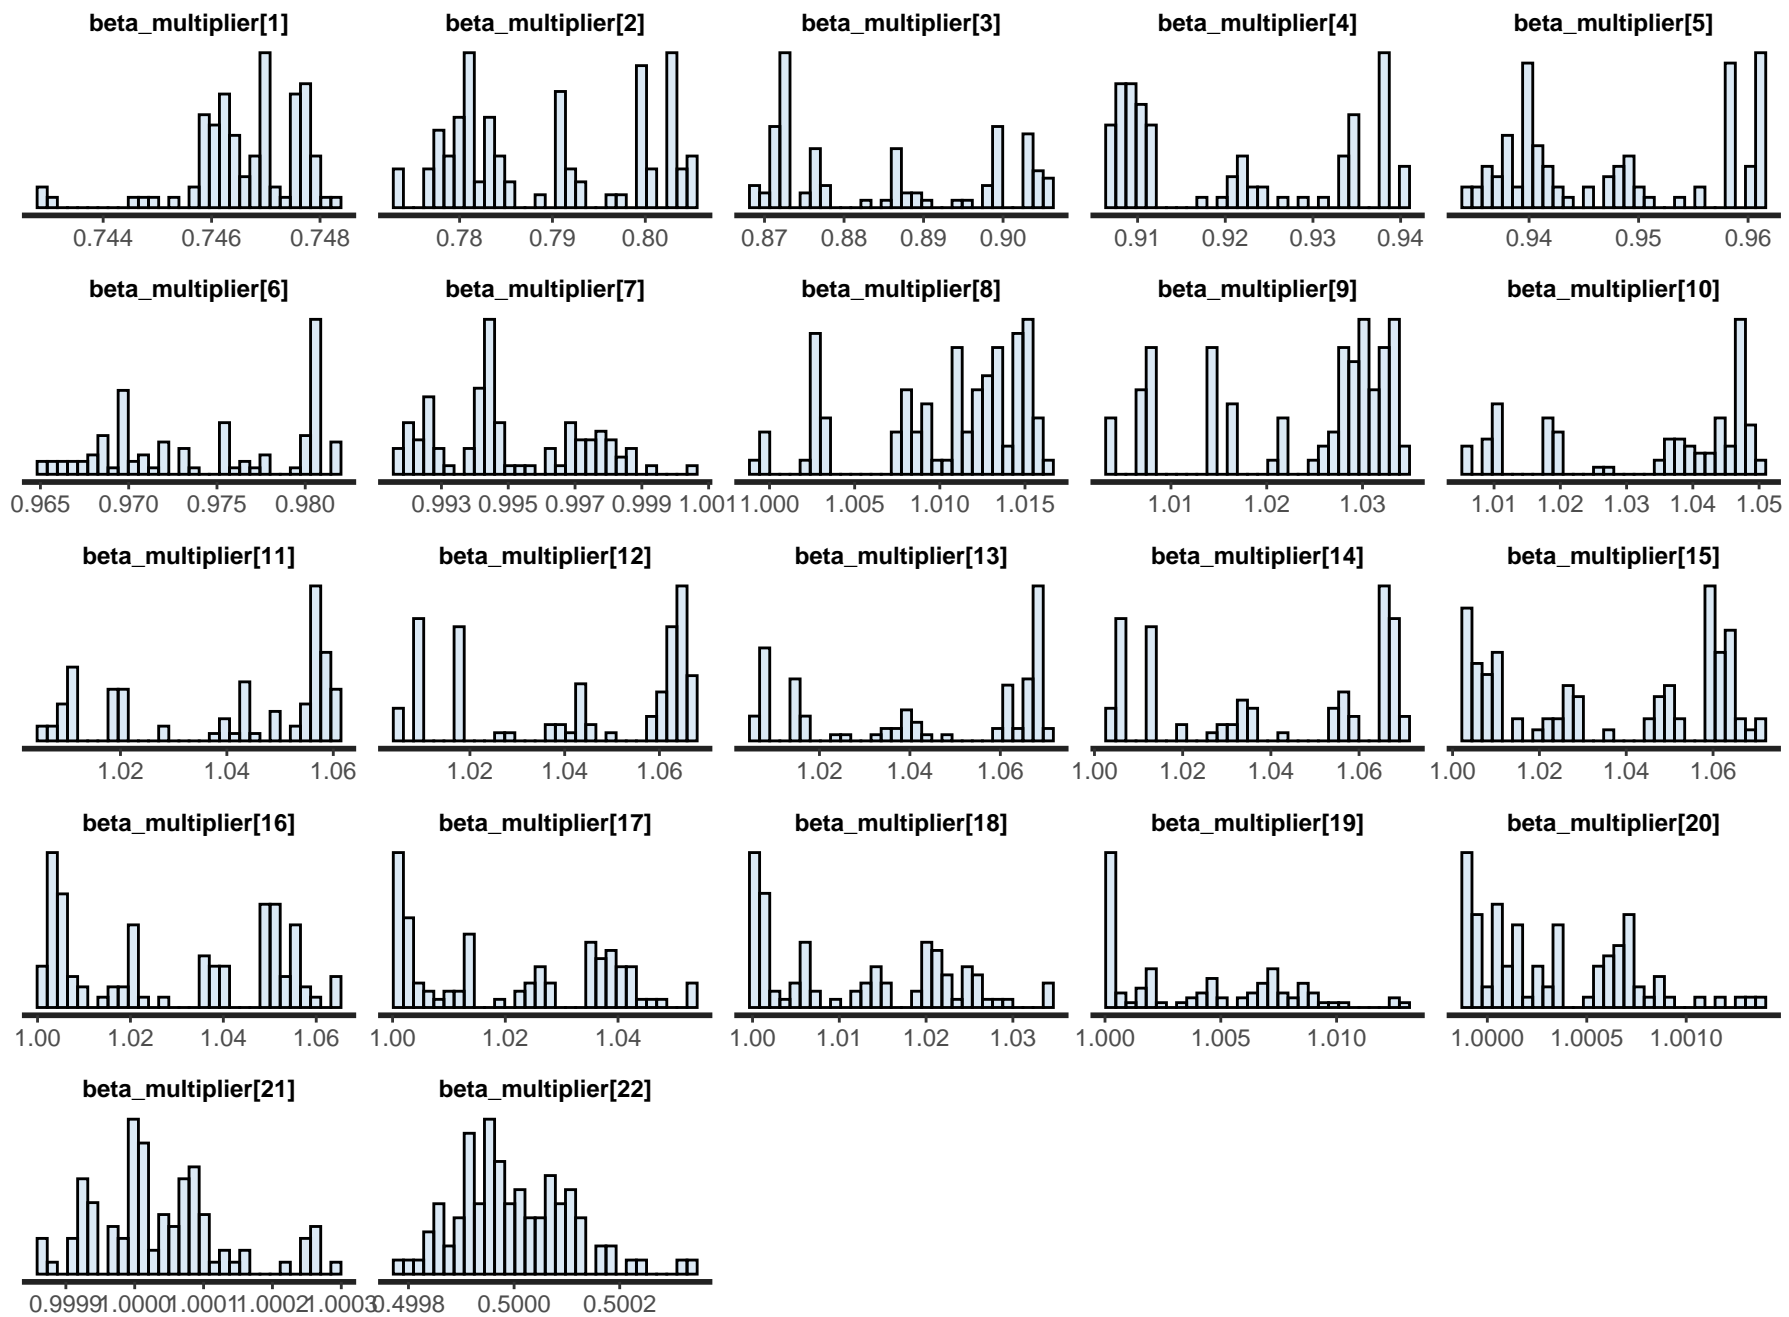 beta_multiplier[1] beta_multiplier[2] beta_multiplier[3] beta_multiplier[4] beta_multiplier[5]
0.744 0.746 0.748 0.78 0.79 0.80 0.87 0.88 0.89 0.90 0.91 0.92 0.93 0.94 0.94 0.95 0.96
beta_multiplier[6] beta_multiplier[7] beta_multiplier[8] beta_multiplier[9] beta_multiplier[10]
0.965 0.970 0.975 0.980 0.993 0.995 0.997 0.999 1.001 1.000 1.005 1.010 1.015 1.01 1.02 1.03 1.01 1.02 1.03 1.04 1.05
beta_multiplier[11] beta_multiplier[12] beta_multiplier[13] beta_multiplier[14] beta_multiplier[15]
1.02 1.04 1.06 1.02 1.04 1.06 1.02 1.04 1.06 1.00 1.02 1.04 1.06 1.00 1.02 1.04 1.06
beta_multiplier[16] beta_multiplier[17] beta_multiplier[18] beta_multiplier[19] beta_multiplier[20]
1.00 1.02 1.04 1.06 1.00 1.02 1.04 1.00 1.01 1.02 1.03 1.000 1.005 1.010 1.0000 1.0005 1.0010
beta_multiplier[21] beta_multiplier[22]
0.9999 1.0000 1.0001 1.0002 1.0003 0.4998 0.5000 0.5002